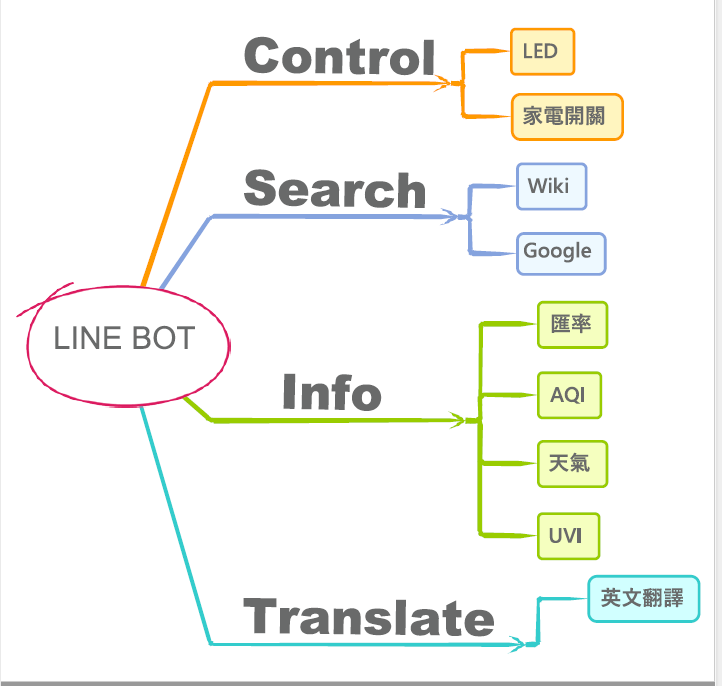 LINE BOT
Control
LED
家電開關
Search
Wiki
Google
Info
匯率
AQI
天氣
UVI
Translate
英文翻譯